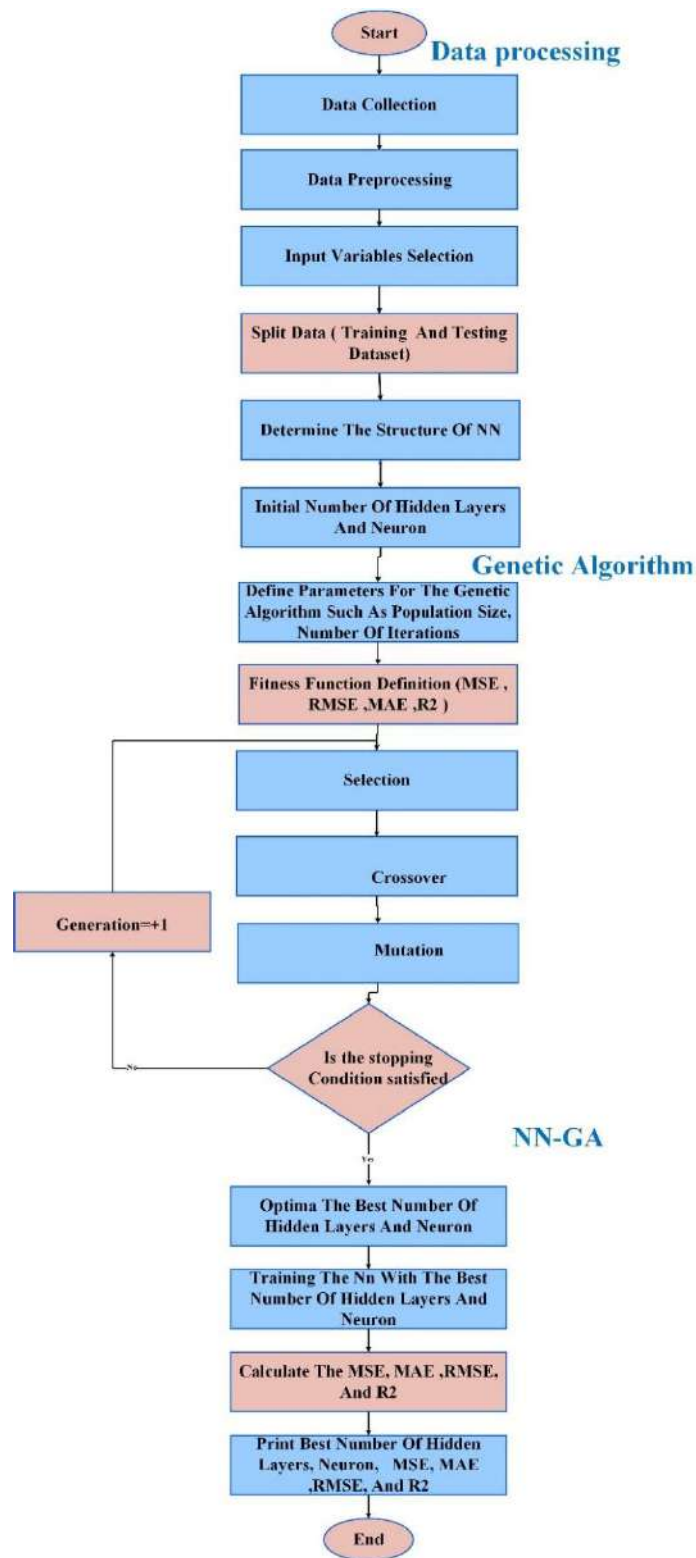 Start
Data processing
Data Collection
Data Preprocessing
Input Variables Selection
Split Data ( Training And Testing
Dataset)
Determine The Structure Of NN
Initial Number Of Hidden Layers
And Neuron
Genetic Algorithm
Define Parameters For The Genetic
Algorithm Such As Population Size,
Number Of Iterations
Fitness Function Definition (MSE ,
RMSE ,MAE ,R2 )
Selection
Crossover
Generation=+1
Mutation
Is the stopping
Condition satisfied
No
NN-GA
Yes
Optima The Best Number Of
Hidden Layers And Neuron
Training The Nn With The Best
Number Of Hidden Layers And
Neuron
Calculate The MSE, MAE ,RMSE,
And R2
Print Best Number Of Hidden
Layers, Neuron, MSE, MAE
,RMSE, And R2
End